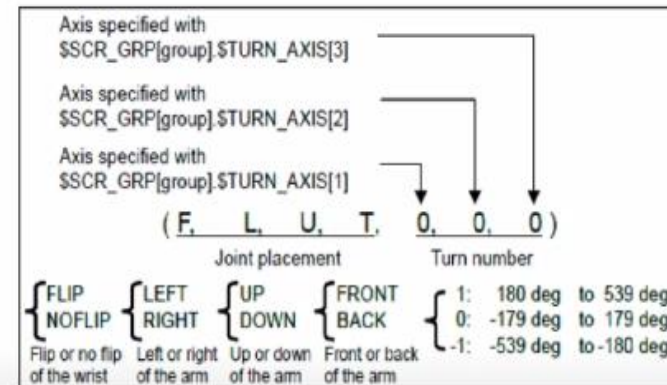 Axis specified with
$SCR_GRP[group].$TURN_AXIS[3]
Axis specified with
$SCR_GRP[group].$TURN_AXIS[2]
Axis specified with
$SCR_GRP[group].$TURN_AXIS[1]
(F, L, U, T, 0, 0, 0)
Joint placement Turn number
FLIP LEFT UP FRONT 1: 180 deg to 539 deg
NOFLIP RIGHT DOWN BACK 0: -179 deg to 179 deg
-1: -539 deg to -180 deg
Flip or no flip Left or right Up or down Front or back
of the wrist of the arm of the arm of the arm